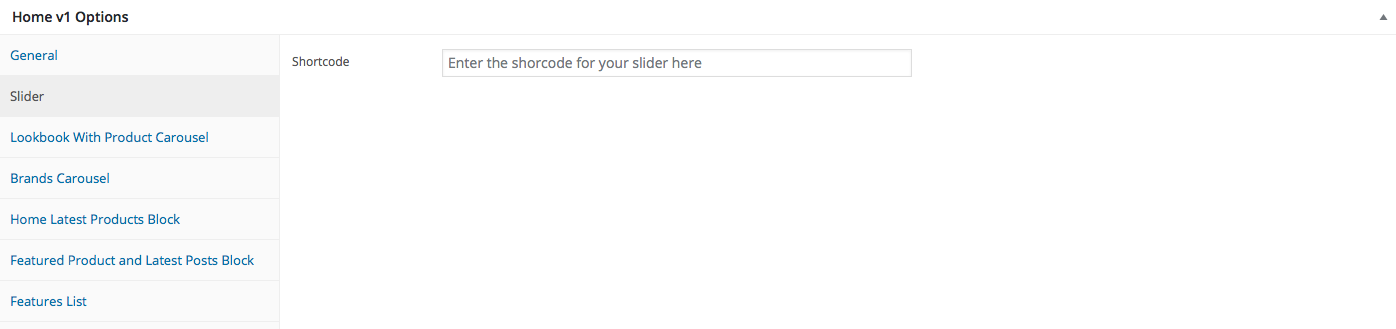 Home v1 Options
General
Shortcode
Enter the shorcode for your slider here
Slider
Lookbook With Product Carousel
Brands Carousel
Home Latest Products Block
Featured Product and Latest Posts Block
Features List